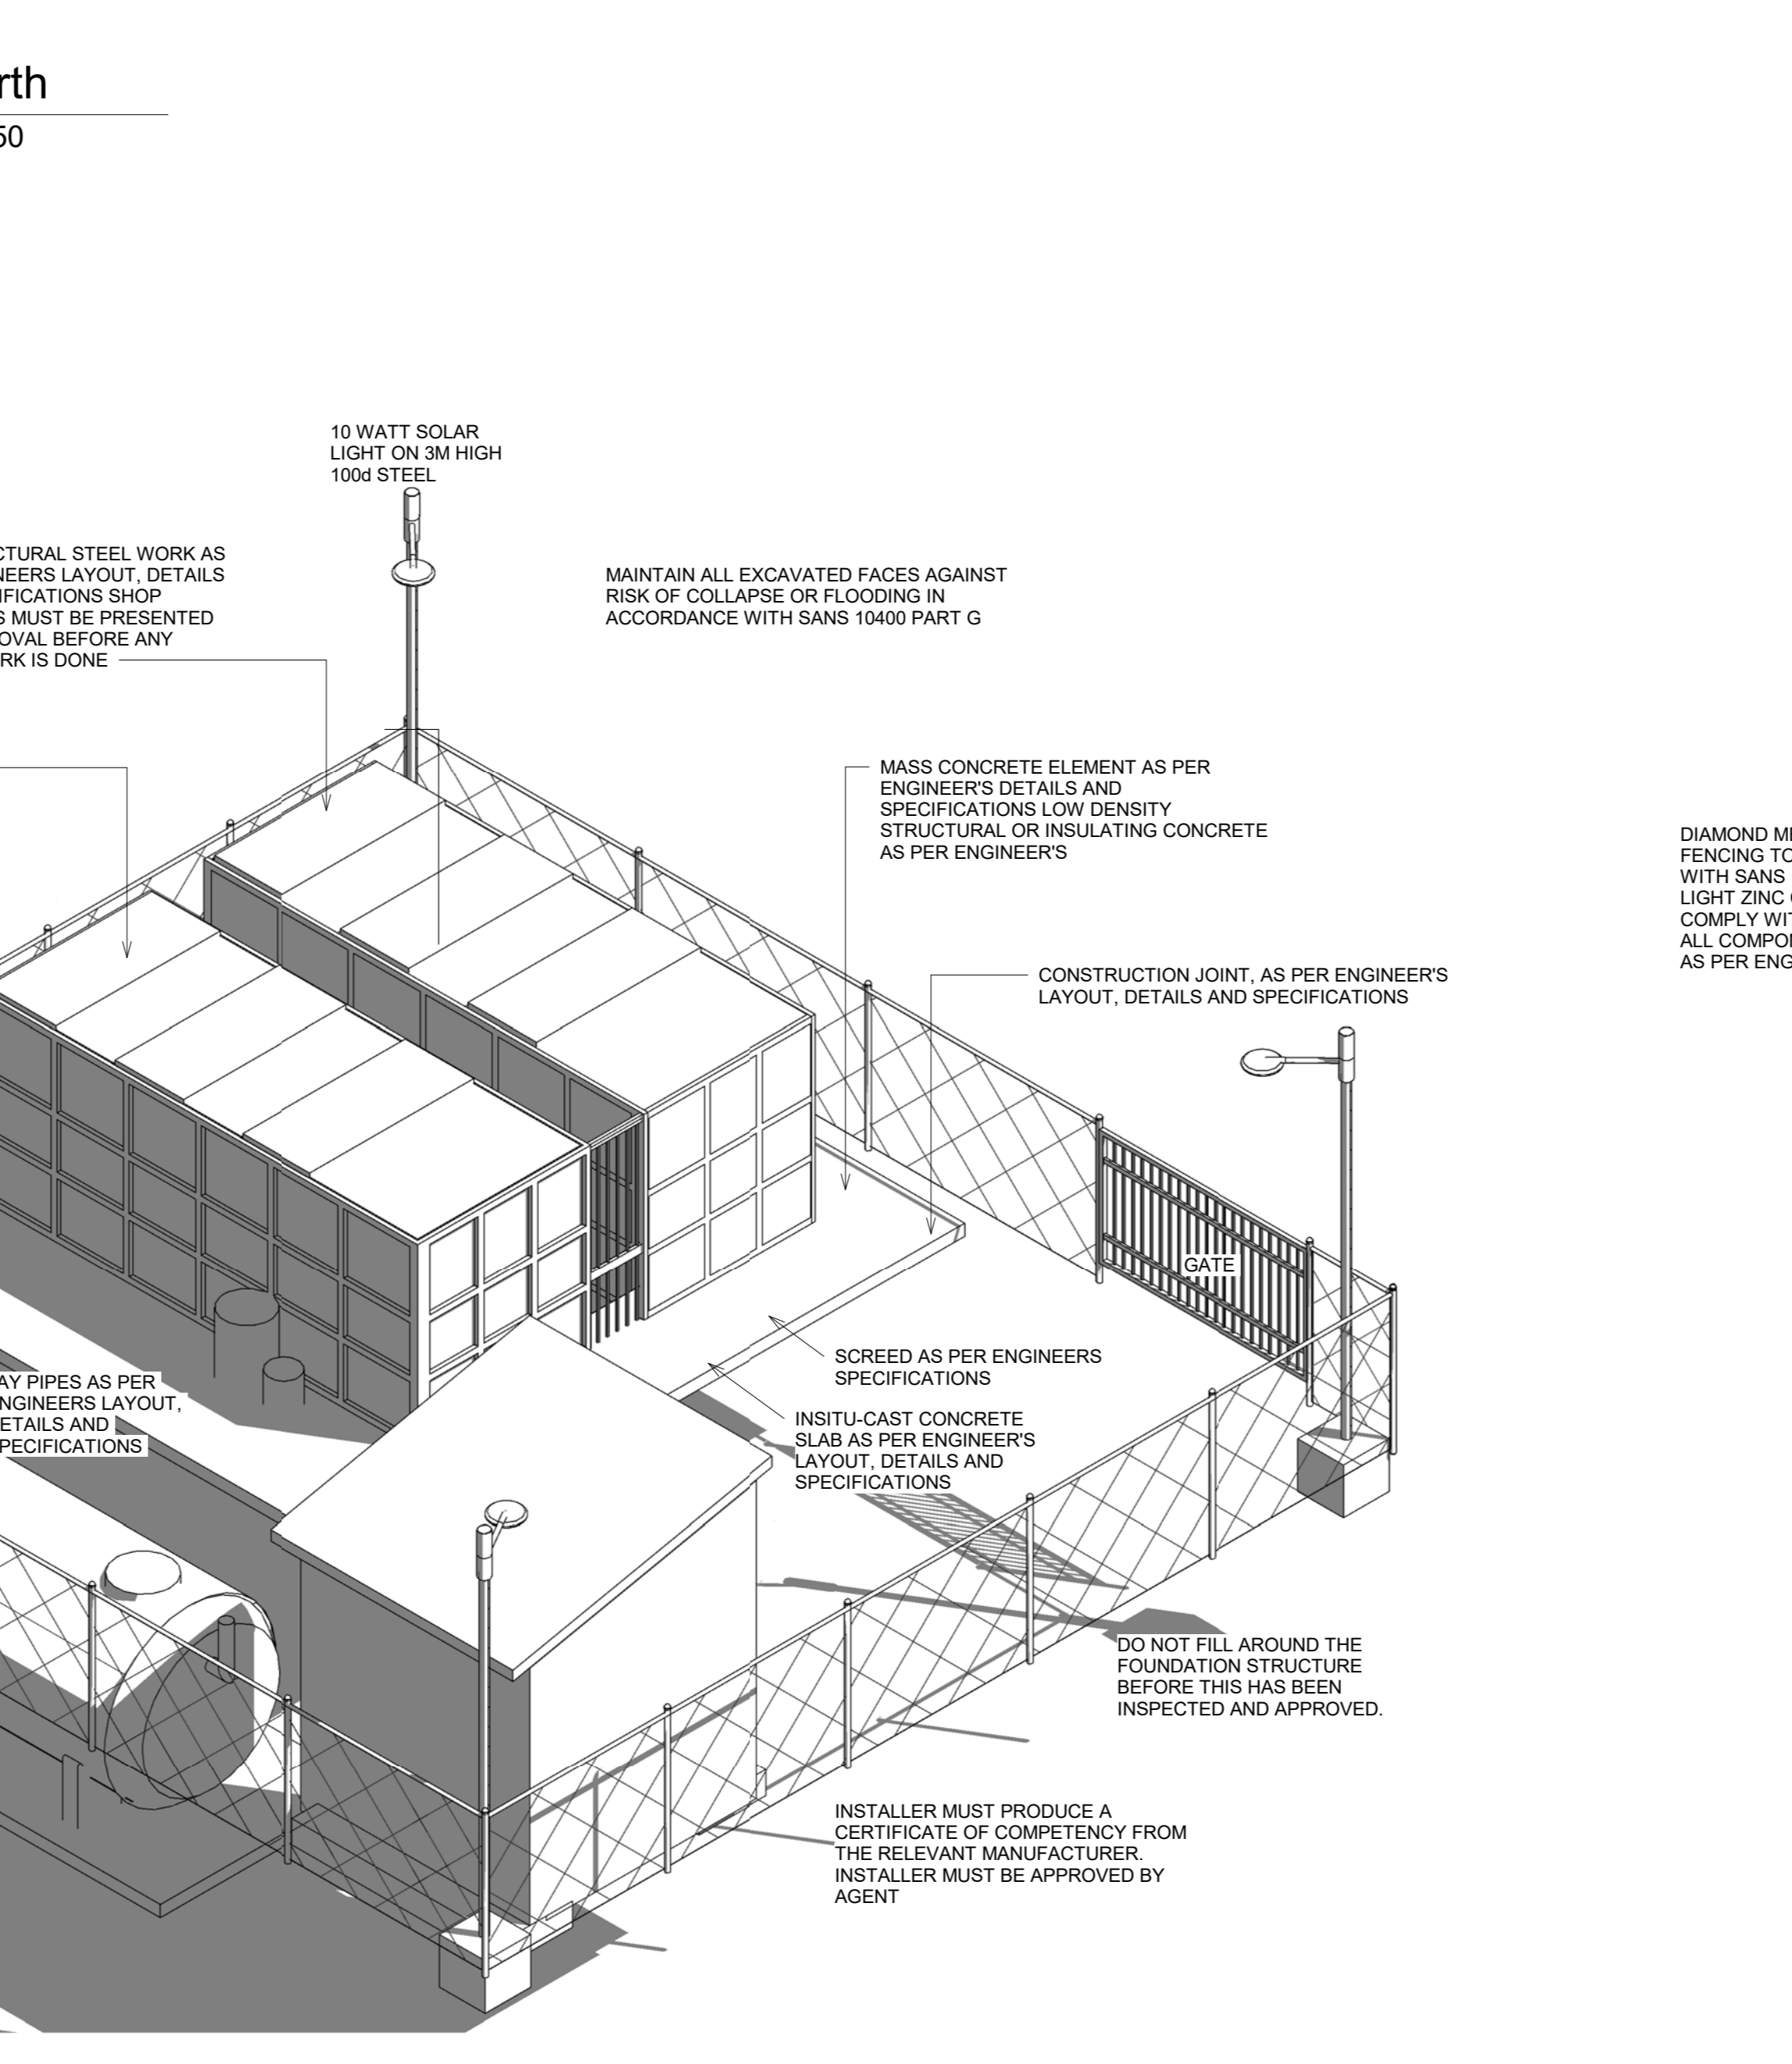 rth
50
10 WATT SOLAR
LIGHT ON 3M HIGH
100d STEEL
CTURAL STEEL WORK AS
NEERS LAYOUT, DETAILS
IFICATIONS SHOP
S MUST BE PRESENTED
OVAL BEFORE ANY
RK IS DONE
MAINTAIN ALL EXCAVATED FACES AGAINST
RISK OF COLLAPSE OR FLOODING IN
ACCORDANCE WITH SANS 10400 PART G
MASS CONCRETE ELEMENT AS PER
ENGINEER'S DETAILS AND
SPECIFICATIONS LOW DENSITY
STRUCTURAL OR INSULATING CONCRETE
AS PER ENGINEER'S
DIAMOND M
FENCING TO
WITH SANS
LIGHT ZINC
COMPLY WIT
ALL COMPO
AS PER ENG
CONSTRUCTION JOINT, AS PER ENGINEER'S
LAYOUT, DETAILS AND SPECIFICATIONS
GATE
SCREED AS PER ENGINEERS
SPECIFICATIONS
AY PIPES AS PER
NGINEERS LAYOUT,
ETAILS AND
PECIFICATIONS
INSITU-CAST CONCRETE
SLAB AS PER ENGINEER'S
LAYOUT, DETAILS AND
SPECIFICATIONS
DO NOT FILL AROUND THE
FOUNDATION STRUCTURE
BEFORE THIS HAS BEEN
INSPECTED AND APPROVED.
INSTALLER MUST PRODUCE A
CERTIFICATE OF COMPETENCY FROM
THE RELEVANT MANUFACTURER.
INSTALLER MUST BE APPROVED BY
AGENT